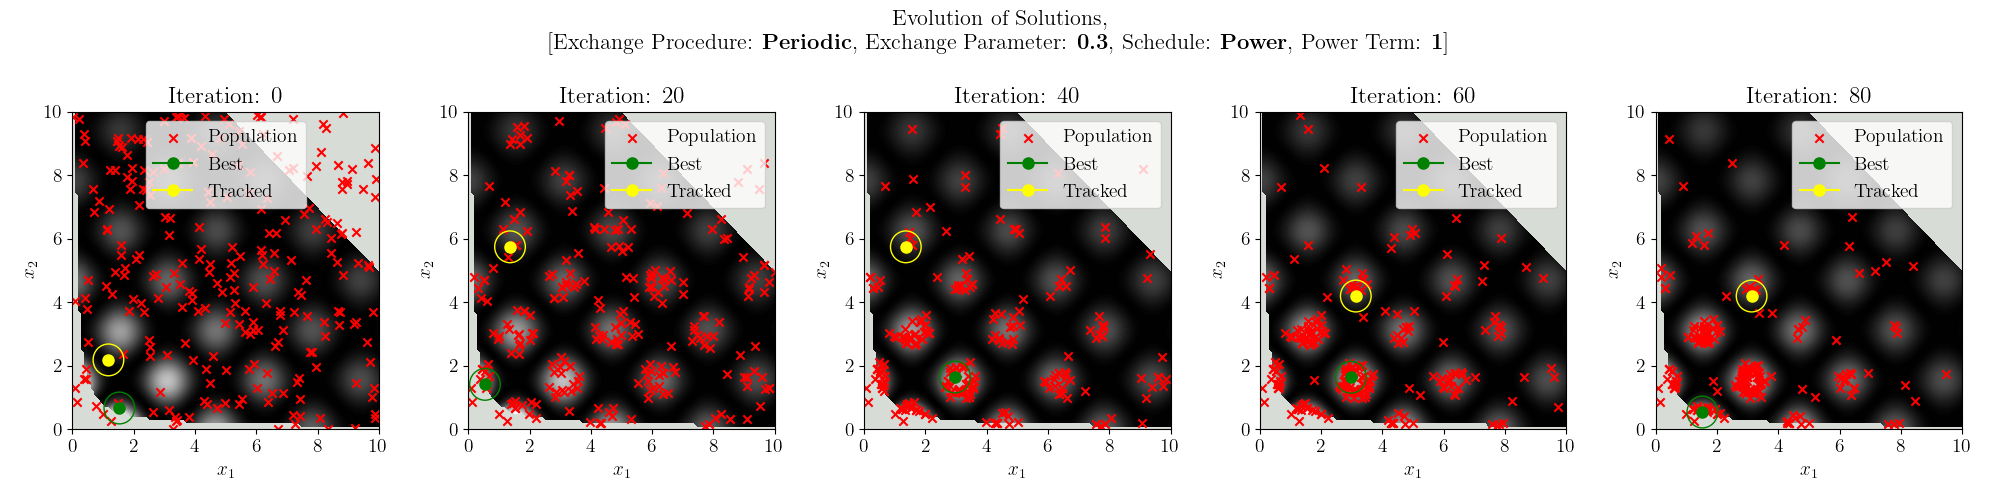 Evolution of Solutions,
[Exchange Procedure: Periodic, Exchange Parameter: 0.3, Schedule: Power, Power Term: 1]
Iteration: 0
10
8
6
4
2
0
x2
0 2 4 6 8 10
x1
Population
Best
Tracked
Iteration: 20
10
8
6
4
2
0
x2
0 2 4 6 8 10
x1
Population
Best
Tracked
Iteration: 40
10
8
6
4
2
0
x2
0 2 4 6 8 10
x1
Population
Best
Tracked
Iteration: 60
10
8
6
4
2
0
x2
0 2 4 6 8 10
x1
Population
Best
Tracked
Iteration: 80
10
8
6
4
2
0
x2
0 2 4 6 8 10
x1
Population
Best
Tracked